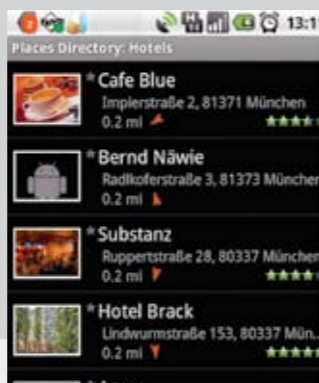 2
13:1
Places Directory: Hotels
*Cafe Blue
Implerstraße 2, 81371 München
0.2 mi
*Bernd Näwie
Radlkoferstraße 3, 81373 München
0.2 mi
*Substanz
Ruppertstraße 28, 80337 München
0.2 mi
*Hotel Brack
Lindwurmstraße 153, 80337 Mün...
0.2 mi